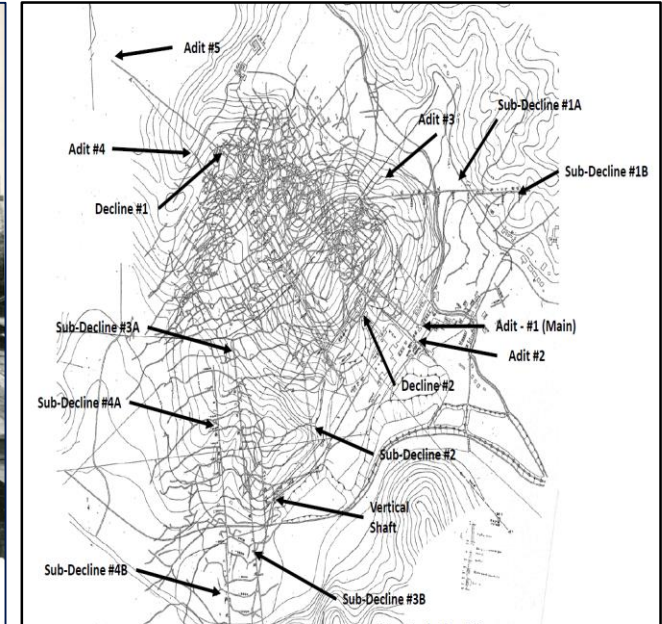 Adit #5
Sub-Decline #1A
Adit #3
Adit #4
Sub-Decline #1B
Decline #1
Sub-Decline #3A
Adit - #1 (Main)
Adit #2
Decline #2
Sub-Decline #4A
Sub-Decline #2
Vertical
Shaft
Sub-Decline #4B
Sub-Decline #3B